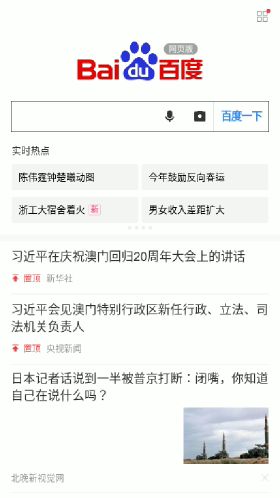 网页版
Bai du 百度
百度一下
实时热点
陈伟霆钟楚曦动图
今年鼓励反向春运
浙江大宿舍着火 新
男女收入差距扩大
习近平在庆祝澳门回归20周年大会上的讲话
置顶 新华社
习近平会见澳门特别行政区新任行政、立法、司
法机关负责人
置顶 央视新闻
日本记者话说到一半被普京打断：闭嘴，你知道
自己在说什么吗？
北晚新视觉网